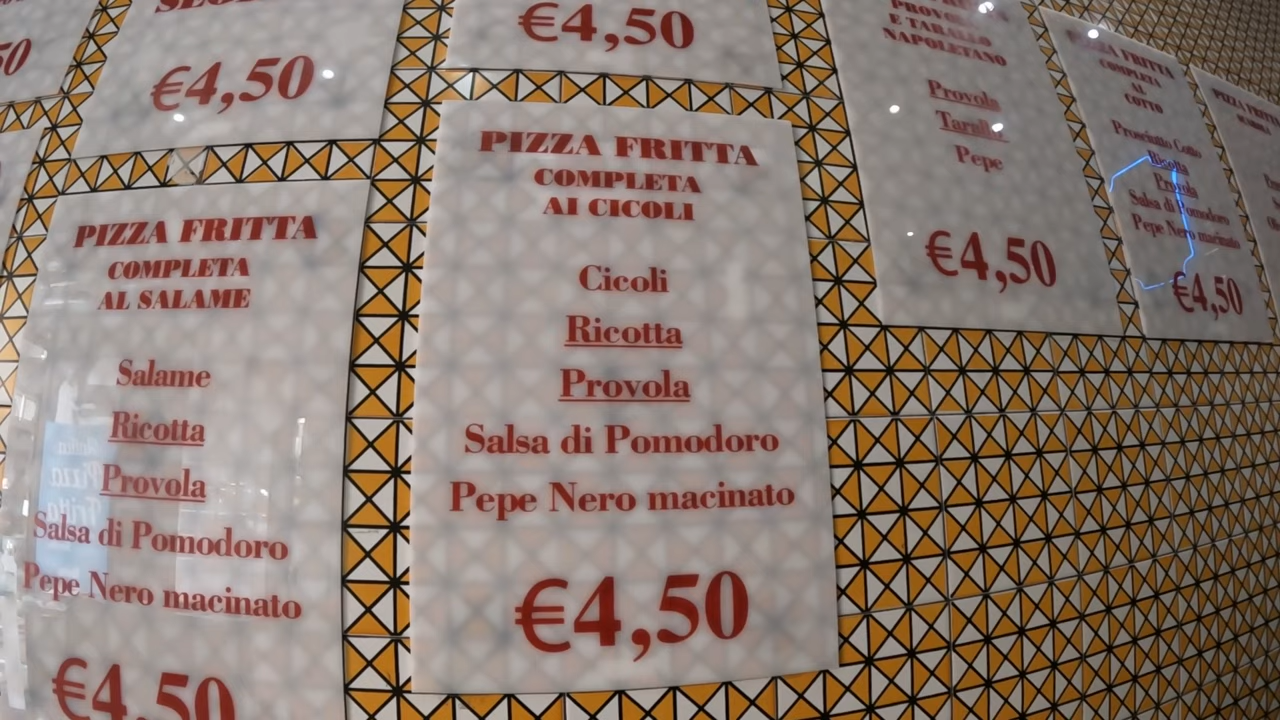 €4,50
€4,50
PIZZA FRITTA
COMPLETA
AL SALAME
Salame
Ricotta
Provola
Salsa di Pomodoro
Pepe Nero macinato
€4,50
€4,50
PIZZA FRITTA
COMPLETA
AI CICOLI
Cicoli
Ricotta
Provola
Salsa di Pomodoro
Pepe Nero macinato
€4,50
E TARALLO
NAPOLETANO
Provola
Tarallo
Pepe
€4,50
PIZZA FRITTA
COMPLETA
AL
COTTO
Prosciutto Cotto
Ricotta
Provola
Salsa di Pomodoro
Pepe Nero macinato
€4,50
PIZZA FRITTA